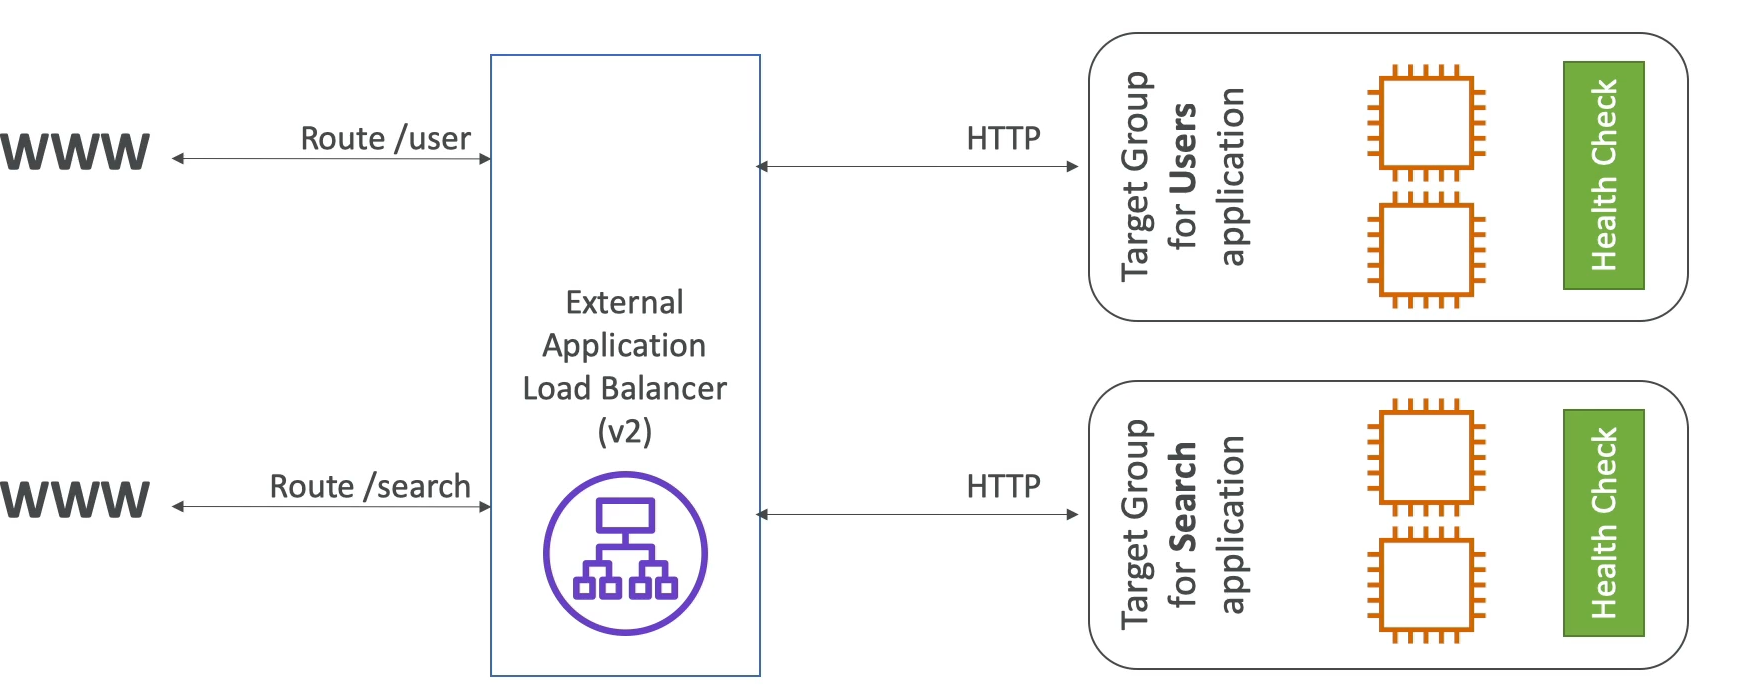 WWW
Route /user
HTTP
Target Group
for Users
application
Health Check
External
Application
Load Balancer
(v2)
WWW
Route /search
HTTP
Target Group
for Search
application
Health Check